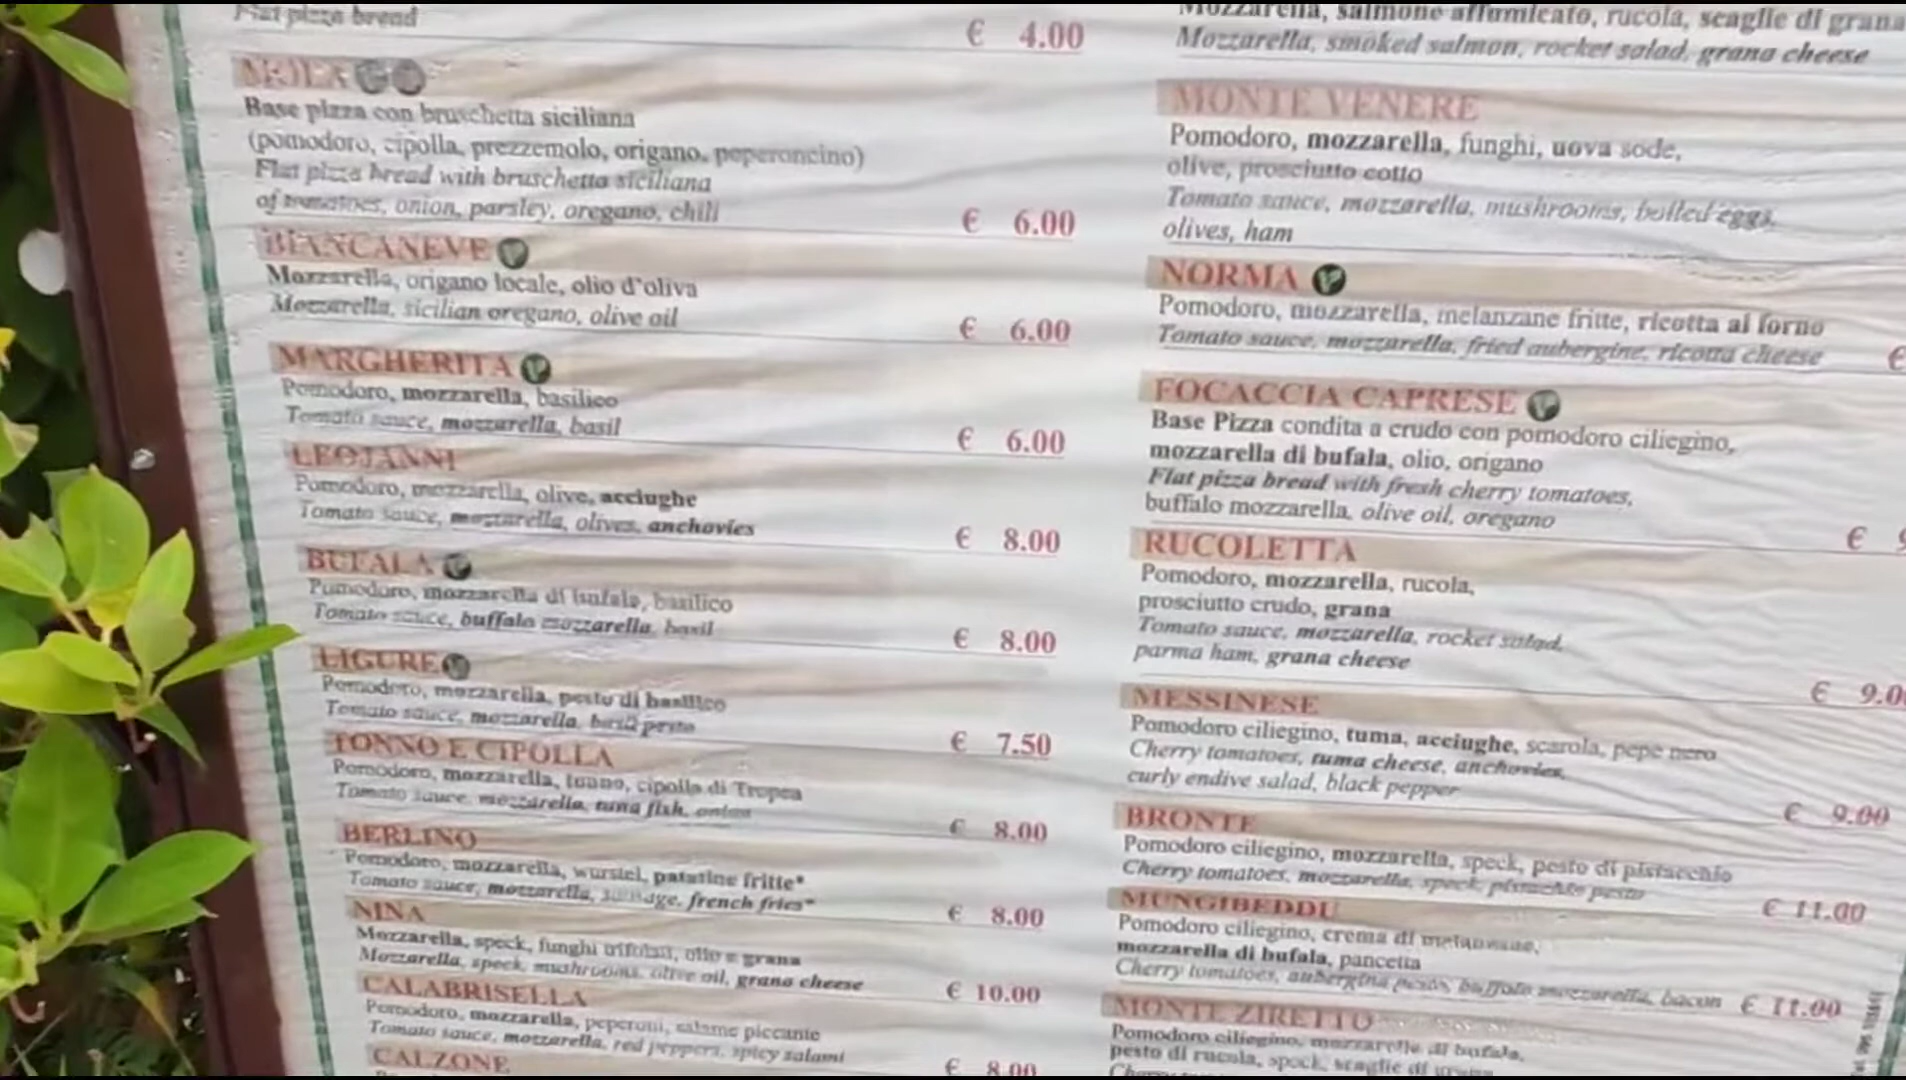 Flat pizza bread
€ 4.00
MOLA
Base pizza con bruschetta siciliana
(pomodoro, cipolla, prezzemolo, origano, peperoncino)
Flat pizza bread with bruschetta siciliana
of tomatoes, onion, parsley, oregano, chili
€ 6.00
BIANCANEVE
Mozzarella, origano locale, olio d'oliva
Mozzarella, sicilian oregano, olive oil
€ 6.00
MARGHERITA
Pomodoro, mozzarella, basilico
Tomato sauce, mozzarella, basil
€ 6.00
LEOJANNI
Pomodoro, mozzarella, olive, acciughe
Tomato sauce, mozzarella, olives, anchovies
€ 8.00
BUFALA
Pomodoro, mozzarella di bufala, basilico
Tomato sauce, buffalo mozzarella, basil
€ 8.00
LIGURE
Pomodoro, mozzarella, pesto di basilico
Tomato sauce, mozzarella, basil pesto
€ 7.50
TONNO E CIPOLLA
Pomodoro, mozzarella, tonno, cipolla di Tropea
Tomato sauce, mozzarella, tuna fish, onion
€ 8.00
BERLINO
Pomodoro, mozzarella, wurstel, patatine fritte*
Tomato sauce, mozzarella, sausage, french fries*
€ 8.00
NINA
Mozzarella, speck, funghi trifolati, olio e grana
Mozzarella, speck, mushrooms, olive oil, grana cheese
€ 10.00
CALABRISELLA
Pomodoro, mozzarella, peperoni, salame piccante
Tomato sauce, mozzarella, red peppers, spicy salami
€ 8.00
CALZONE
Mozzarella, salmone affumicato, rucola, scaglie di grana
Mozzarella, smoked salmon, rocket salad, grana cheese
MONTE VENERE
Pomodoro, mozzarella, funghi, uova sode,
olive, prosciutto cotto
Tomato sauce, mozzarella, mushrooms, boiled eggs,
olives, ham
NORMA
Pomodoro, mozzarella, melanzane fritte, ricotta al forno
Tomato sauce, mozzarella, fried aubergine, ricotta cheese
€
FOCACCIA CAPRESE
Base Pizza condita a crudo con pomodoro ciliegino,
mozzarella di bufala, olio, origano
Flat pizza bread with fresh cherry tomatoes,
buffalo mozzarella, olive oil, oregano
€
RUCOLETTA
Pomodoro, mozzarella, rucola,
prosciutto crudo, grana
Tomato sauce, mozzarella, rocket salad,
parma ham, grana cheese
€ 9.0
MESSINESE
Pomodoro ciliegino, tuma, acciughe, scarola, pepe nero
Cherry tomatoes, tuma cheese, anchovies,
curly endive salad, black pepper
€ 9.00
BRONTE
Pomodoro ciliegino, mozzarella, speck, pesto di pistacchio
Cherry tomatoes, mozzarella, speck, pistachio pesto
€ 11.00
MUNGIBEDDU
Pomodoro ciliegino, crema di melanzane,
mozzarella di bufala, pancetta
Cherry tomatoes, aubergine pesto, buffalo mozzarella, bacon
€ 11.00
MONTE ZIRETTO
Pomodoro ciliegino, mozzarella di bufala,
pesto di rucola, speck, scaglie di grana
Cherry